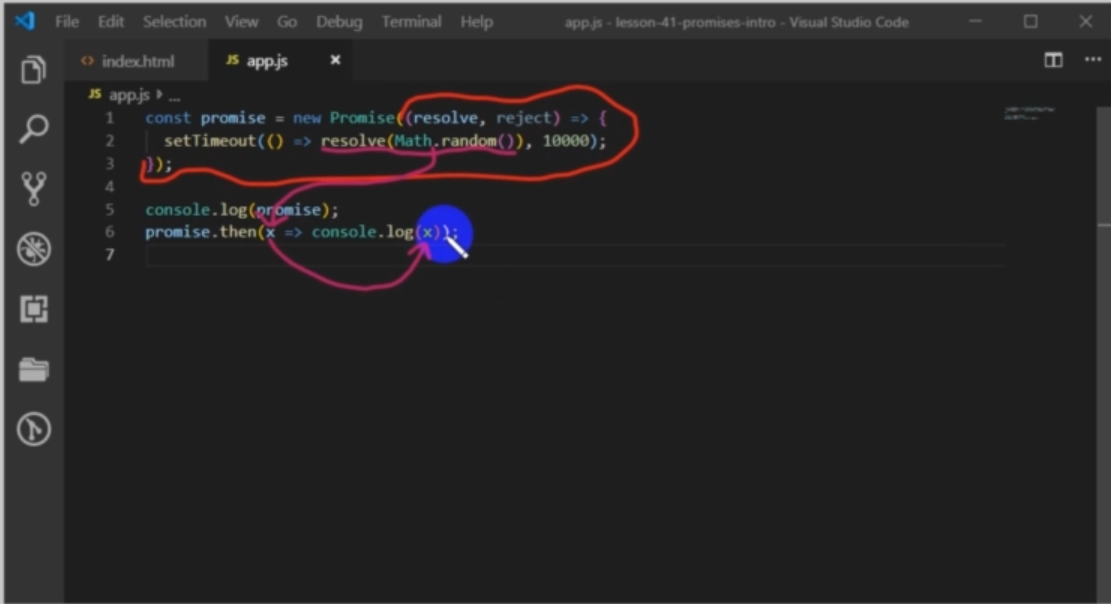 File Edit Selection View Go Debug Terminal Help app.js - lesson-41-promises-intro - Visual Studio Code
<> index.html JS app.js
JS app.js ...
1 const promise = new Promise((resolve, reject) => {
2 setTimeout(() => resolve(Math.random()), 10000);
3 });
4
5 console.log(promise);
6 promise.then(x => console.log(x));
7